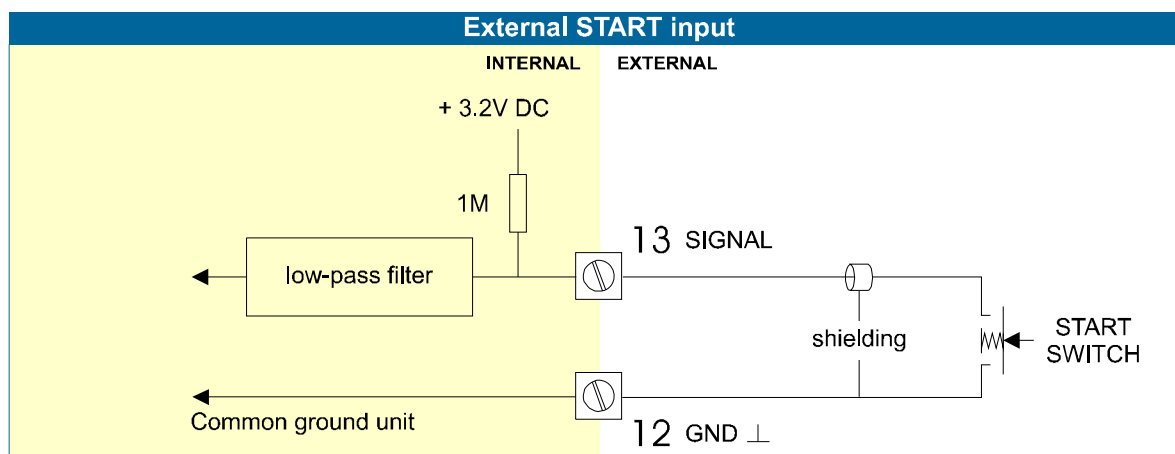 External START input
INTERNAL EXTERNAL
+ 3.2V DC
1M
13 SIGNAL
low-pass filter
shielding
START
SWITCH
Common ground unit
12 GND ⊥